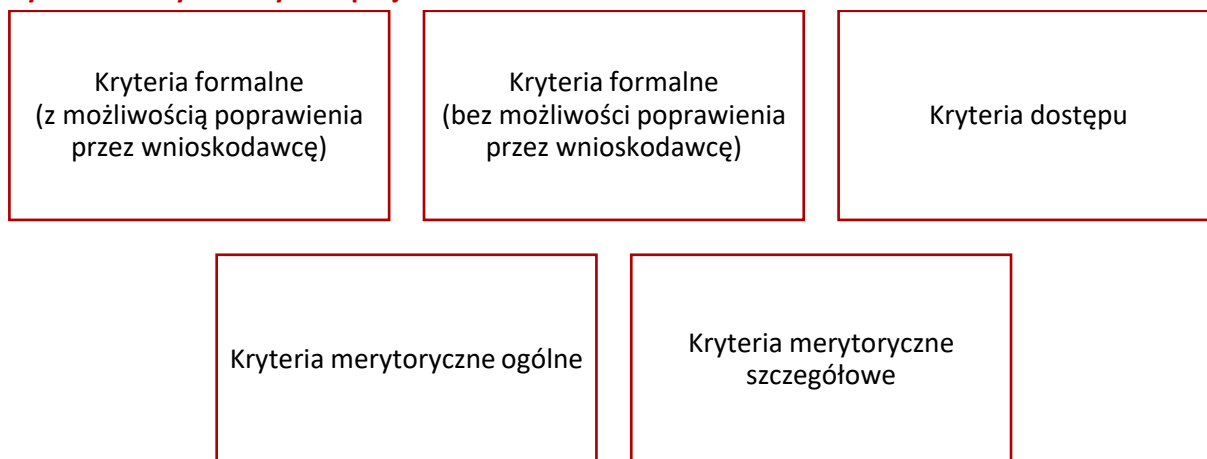 Kryteria formalne
(z możliwością poprawienia
przez wnioskodawcę)
Kryteria formalne
(bez możliwości poprawienia
przez wnioskodawcę)
Kryteria dostępu
Kryteria merytoryczne ogólne
Kryteria merytoryczne
szczegółowe